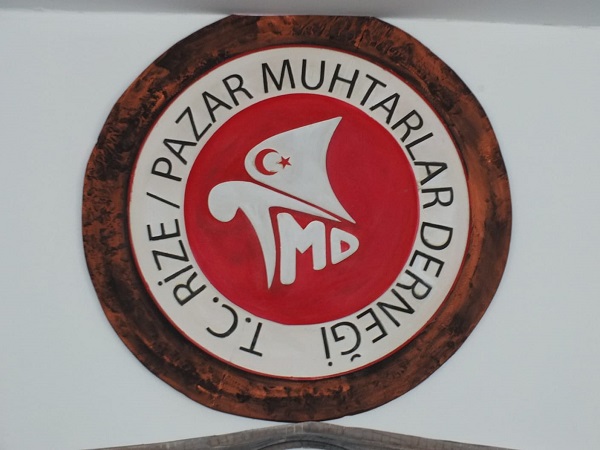 T.C. RİZE / PAZAR MUHTARLAR DERNEĞİ
MD